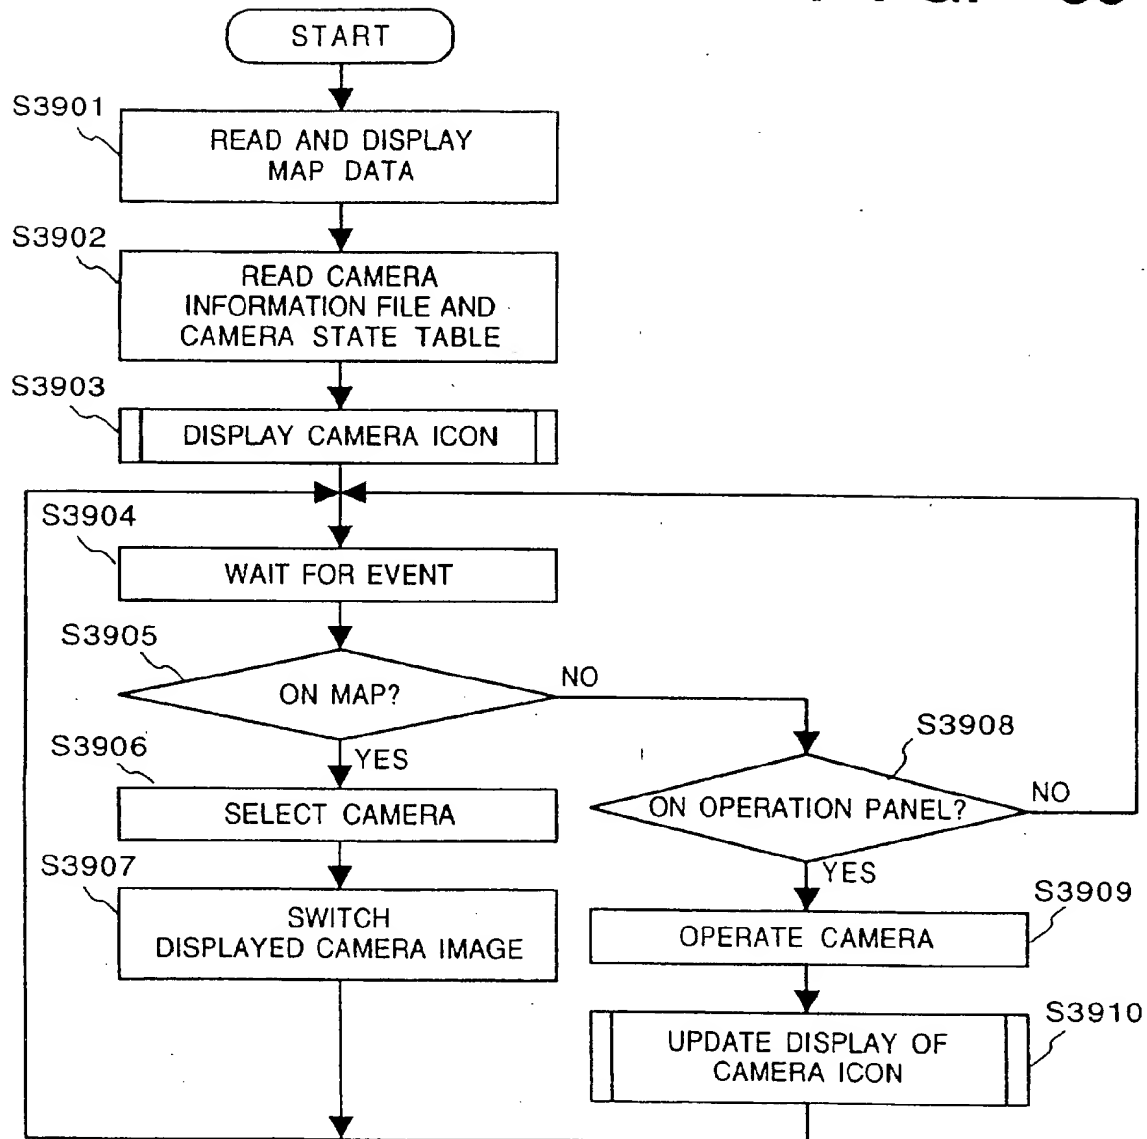 START
S3901
READ AND DISPLAY
MAP DATA
S3902
READ CAMERA
INFORMATION FILE AND
CAMERA STATE TABLE
S3903
DISPLAY CAMERA ICON
S3904
WAIT FOR EVENT
S3905
ON MAP?
NO
S3906
YES
SELECT CAMERA
S3907
SWITCH
DISPLAYED CAMERA IMAGE
S3908
ON OPERATION PANEL?
NO
YES
S3909
OPERATE CAMERA
S3910
UPDATE DISPLAY OF
CAMERA ICON